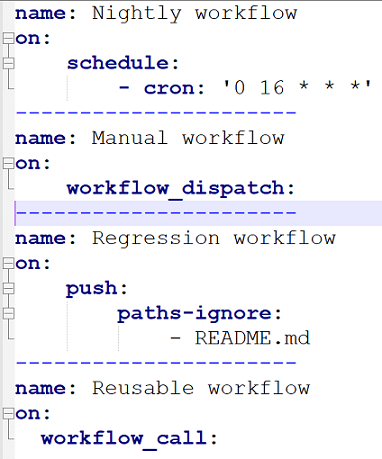 name: Nightly workflow
on:
    schedule:
        - cron: '0 16 * * *'
----------------------
name: Manual workflow
on:
    workflow_dispatch:
----------------------
name: Regression workflow
on:
    push:
        paths-ignore:
            - README.md
----------------------
name: Reusable workflow
on:
  workflow_call: